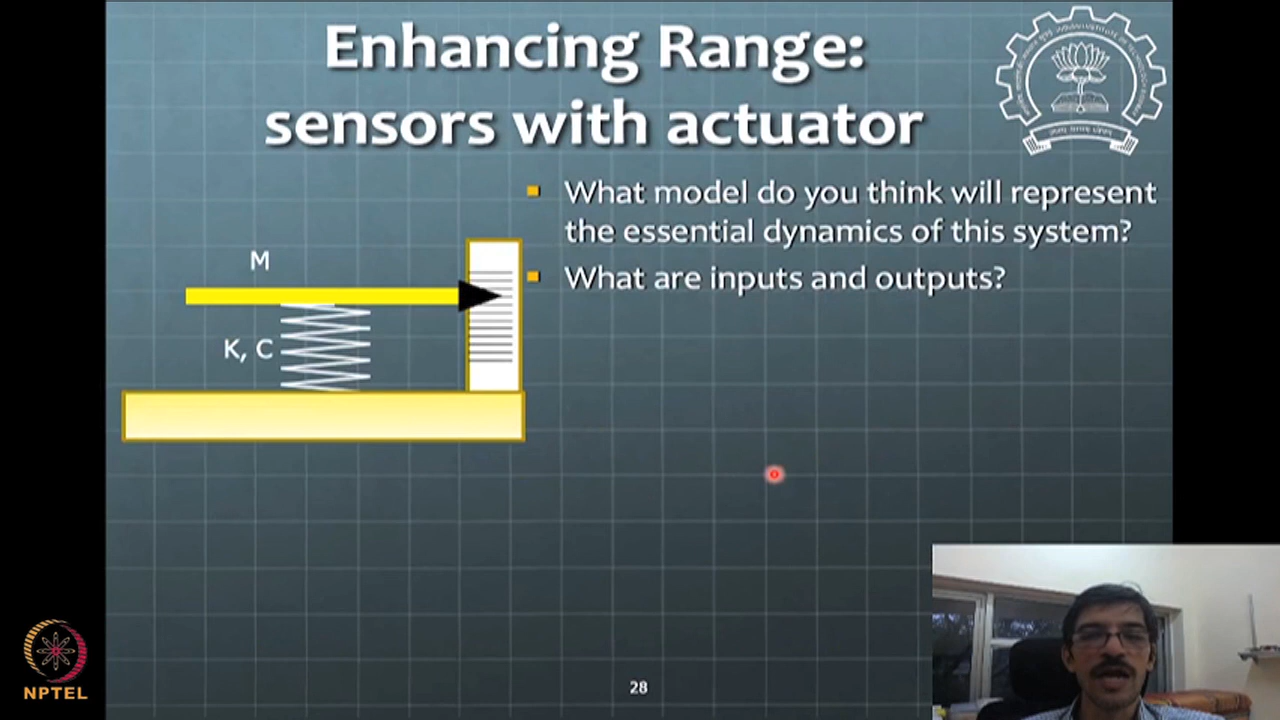 Enhancing Range:
sensors with actuator
What model do you think will represent
the essential dynamics of this system?
What are inputs and outputs?
M
K, C
NPTEL
28